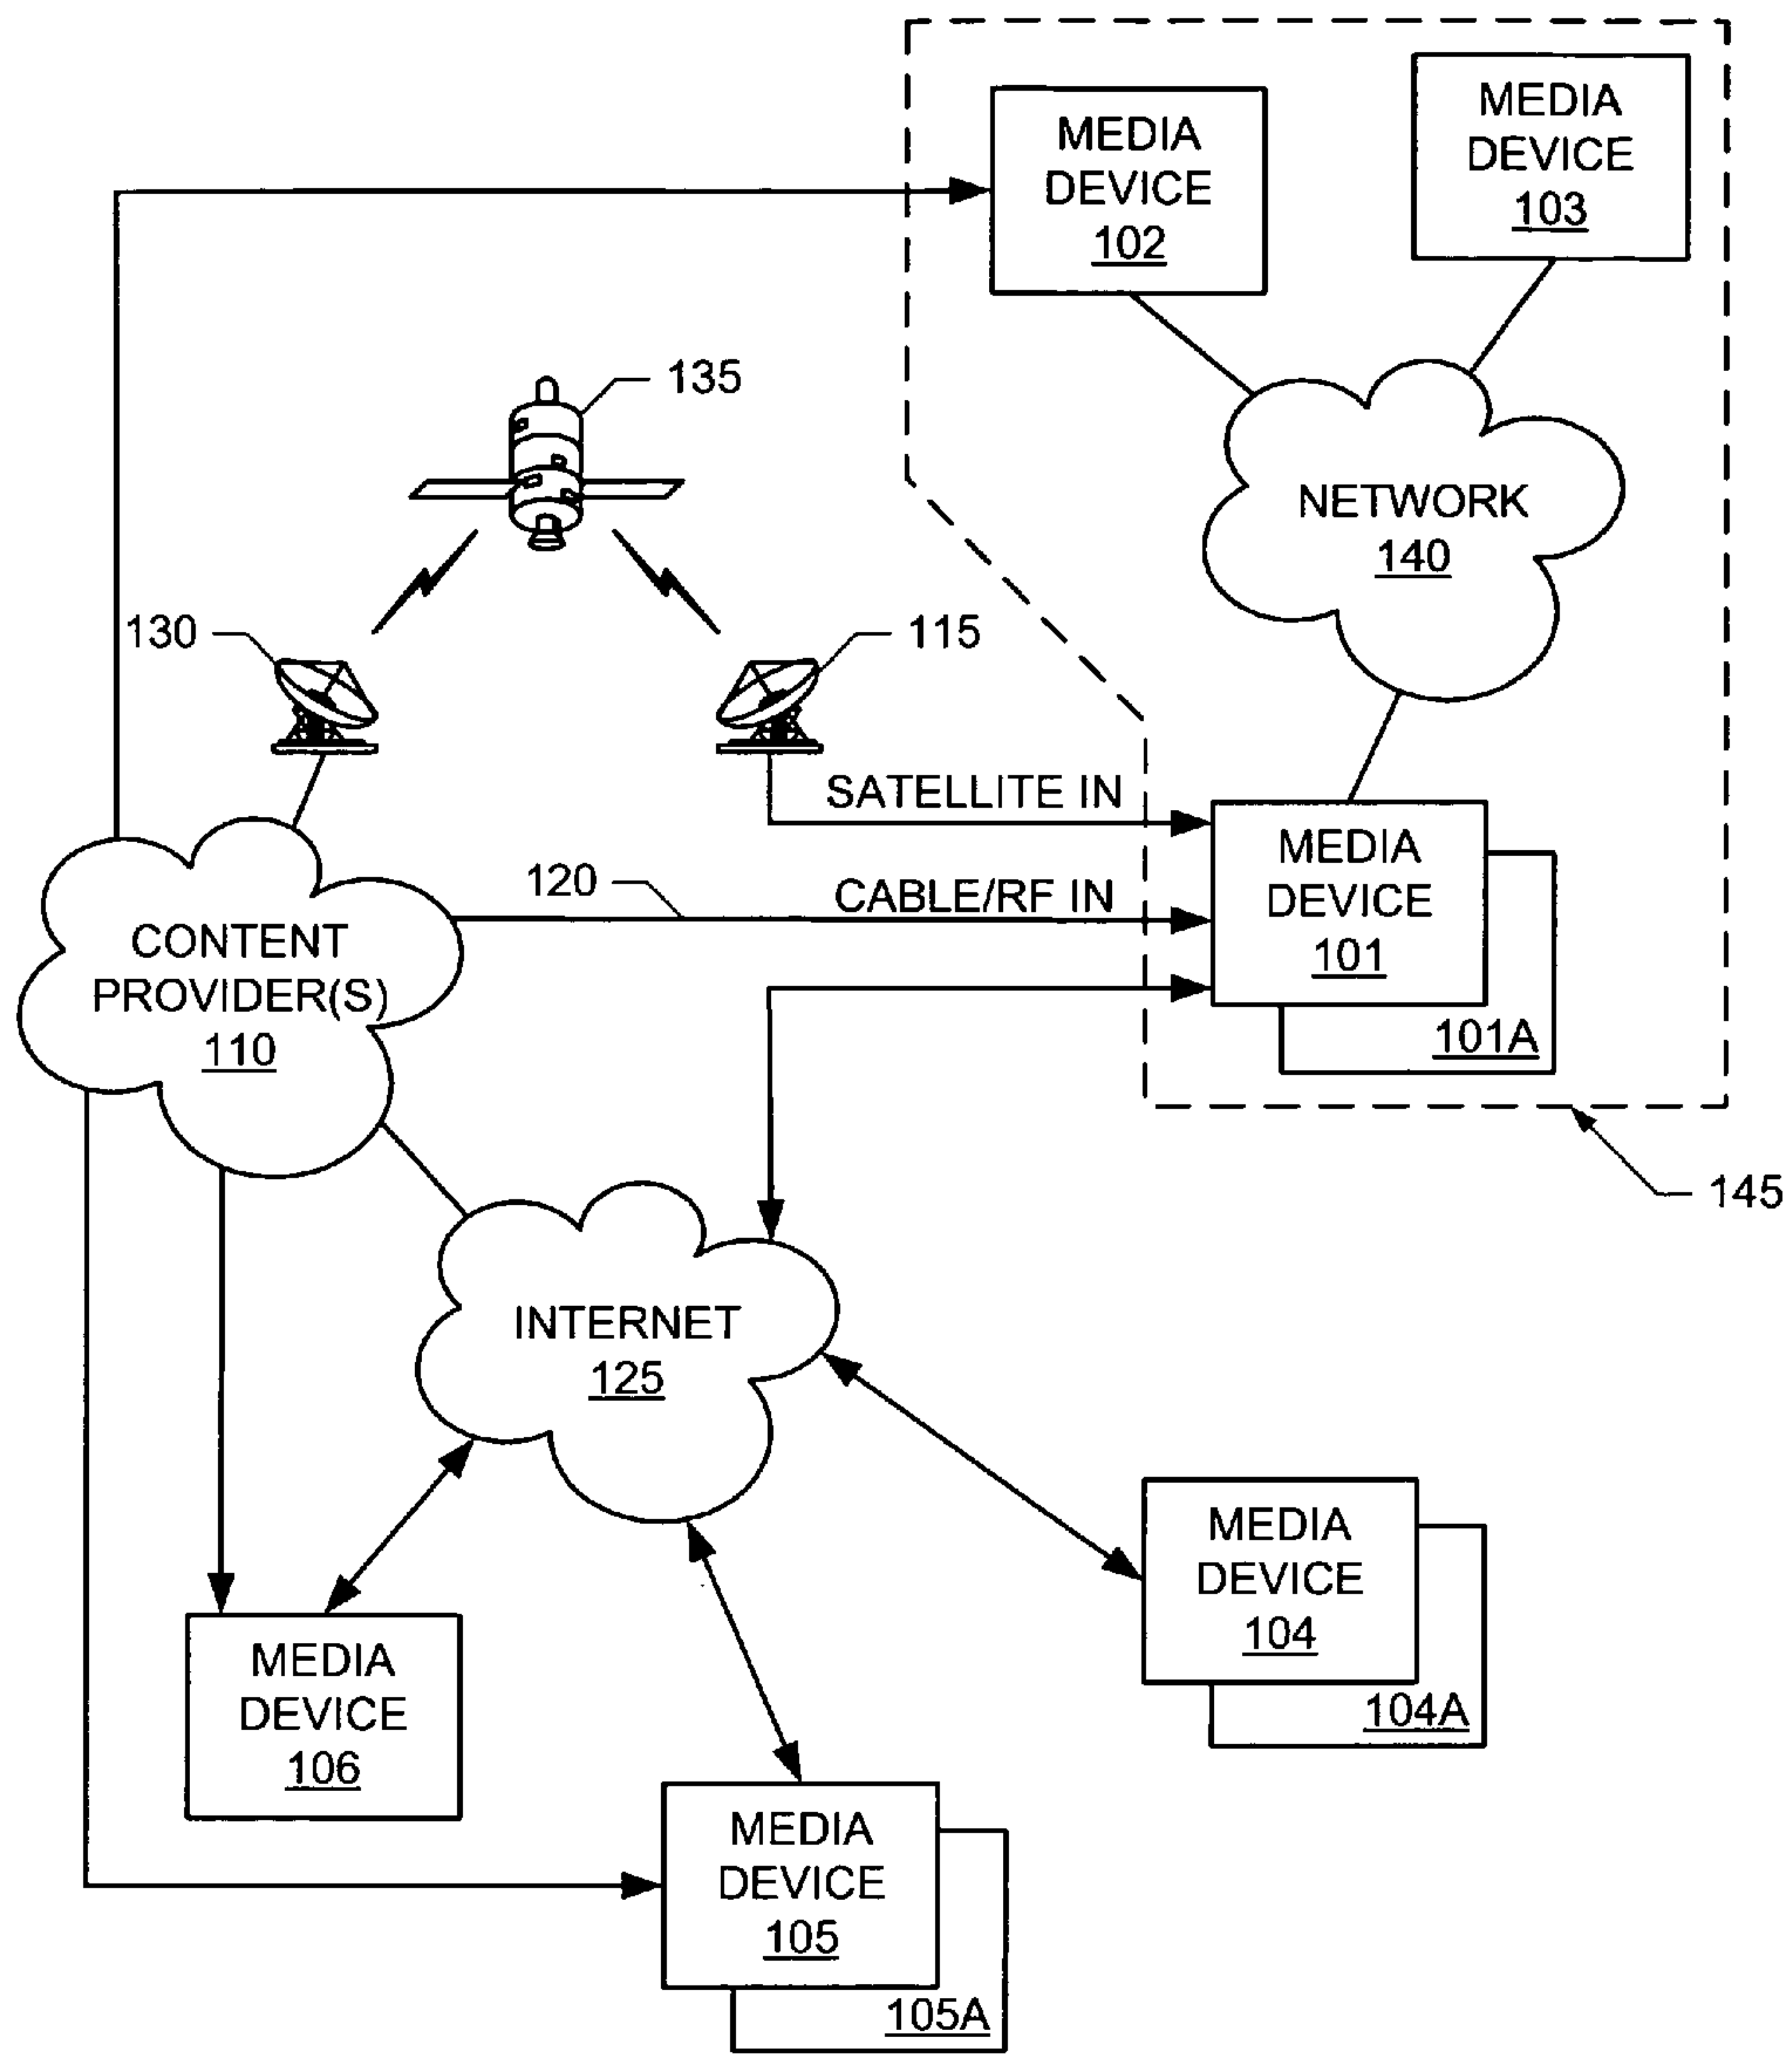 MEDIA
DEVICE
103
MEDIA
DEVICE
102
135
NETWORK
140
130
115
SATELLITE IN
MEDIA
DEVICE
101
101A
120
CABLE/RF IN
CONTENT
PROVIDER(S)
110
145
INTERNET
125
MEDIA
DEVICE
104
104A
MEDIA
DEVICE
106
MEDIA
DEVICE
105
105A